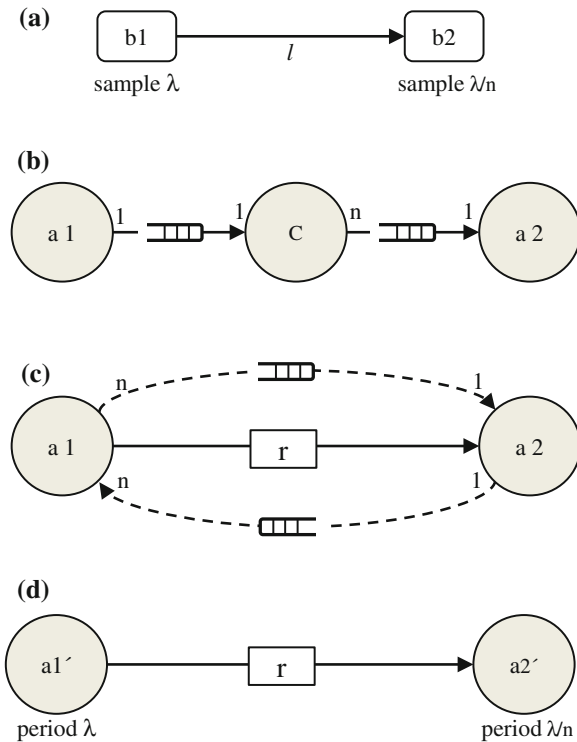 (a)
b1
b2
l
sample λ
sample λ/n
(b)
a 1
1
1
C
n
1
a 2
(c)
n
1
a 1
r
a 2
n
1
(d)
a1´
r
a2´
period λ
period λ/n